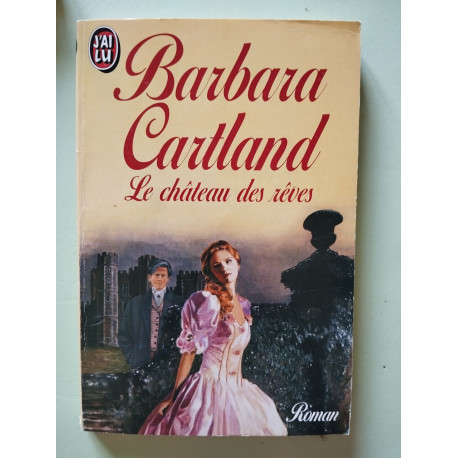 J'AI
LU
Barbara
Cartland
Le château des rêves
Roman